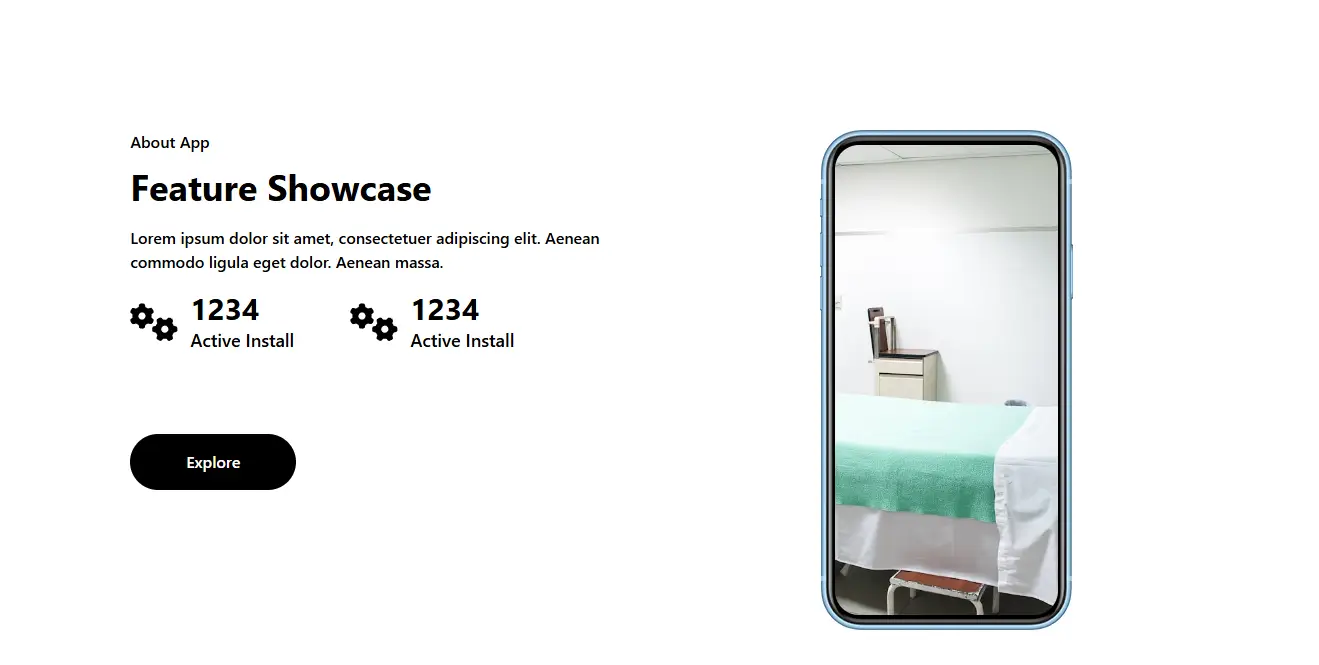 About App
Feature Showcase
Lorem ipsum dolor sit amet, consectetuer adipiscing elit. Aenean
commodo ligula eget dolor. Aenean massa.
1234
Active Install
1234
Active Install
Explore